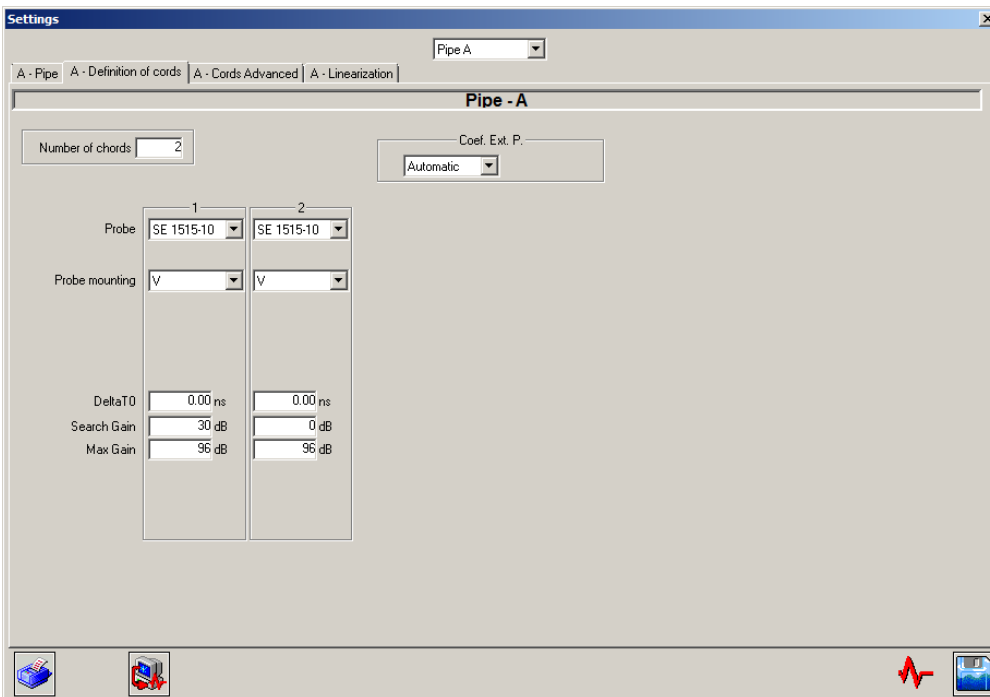 Settings
Pipe A
A - Pipe A - Definition of cords A - Cords Advanced A - Linearization
Pipe - A
Number of chords 2
Coef. Ext. P.
Automatic
1 2
Probe SE 1515-10 SE 1515-10
Probe mounting V V
DeltaT0 0.00 ns 0.00 ns
Search Gain 30 dB 0 dB
Max Gain 96 dB 96 dB